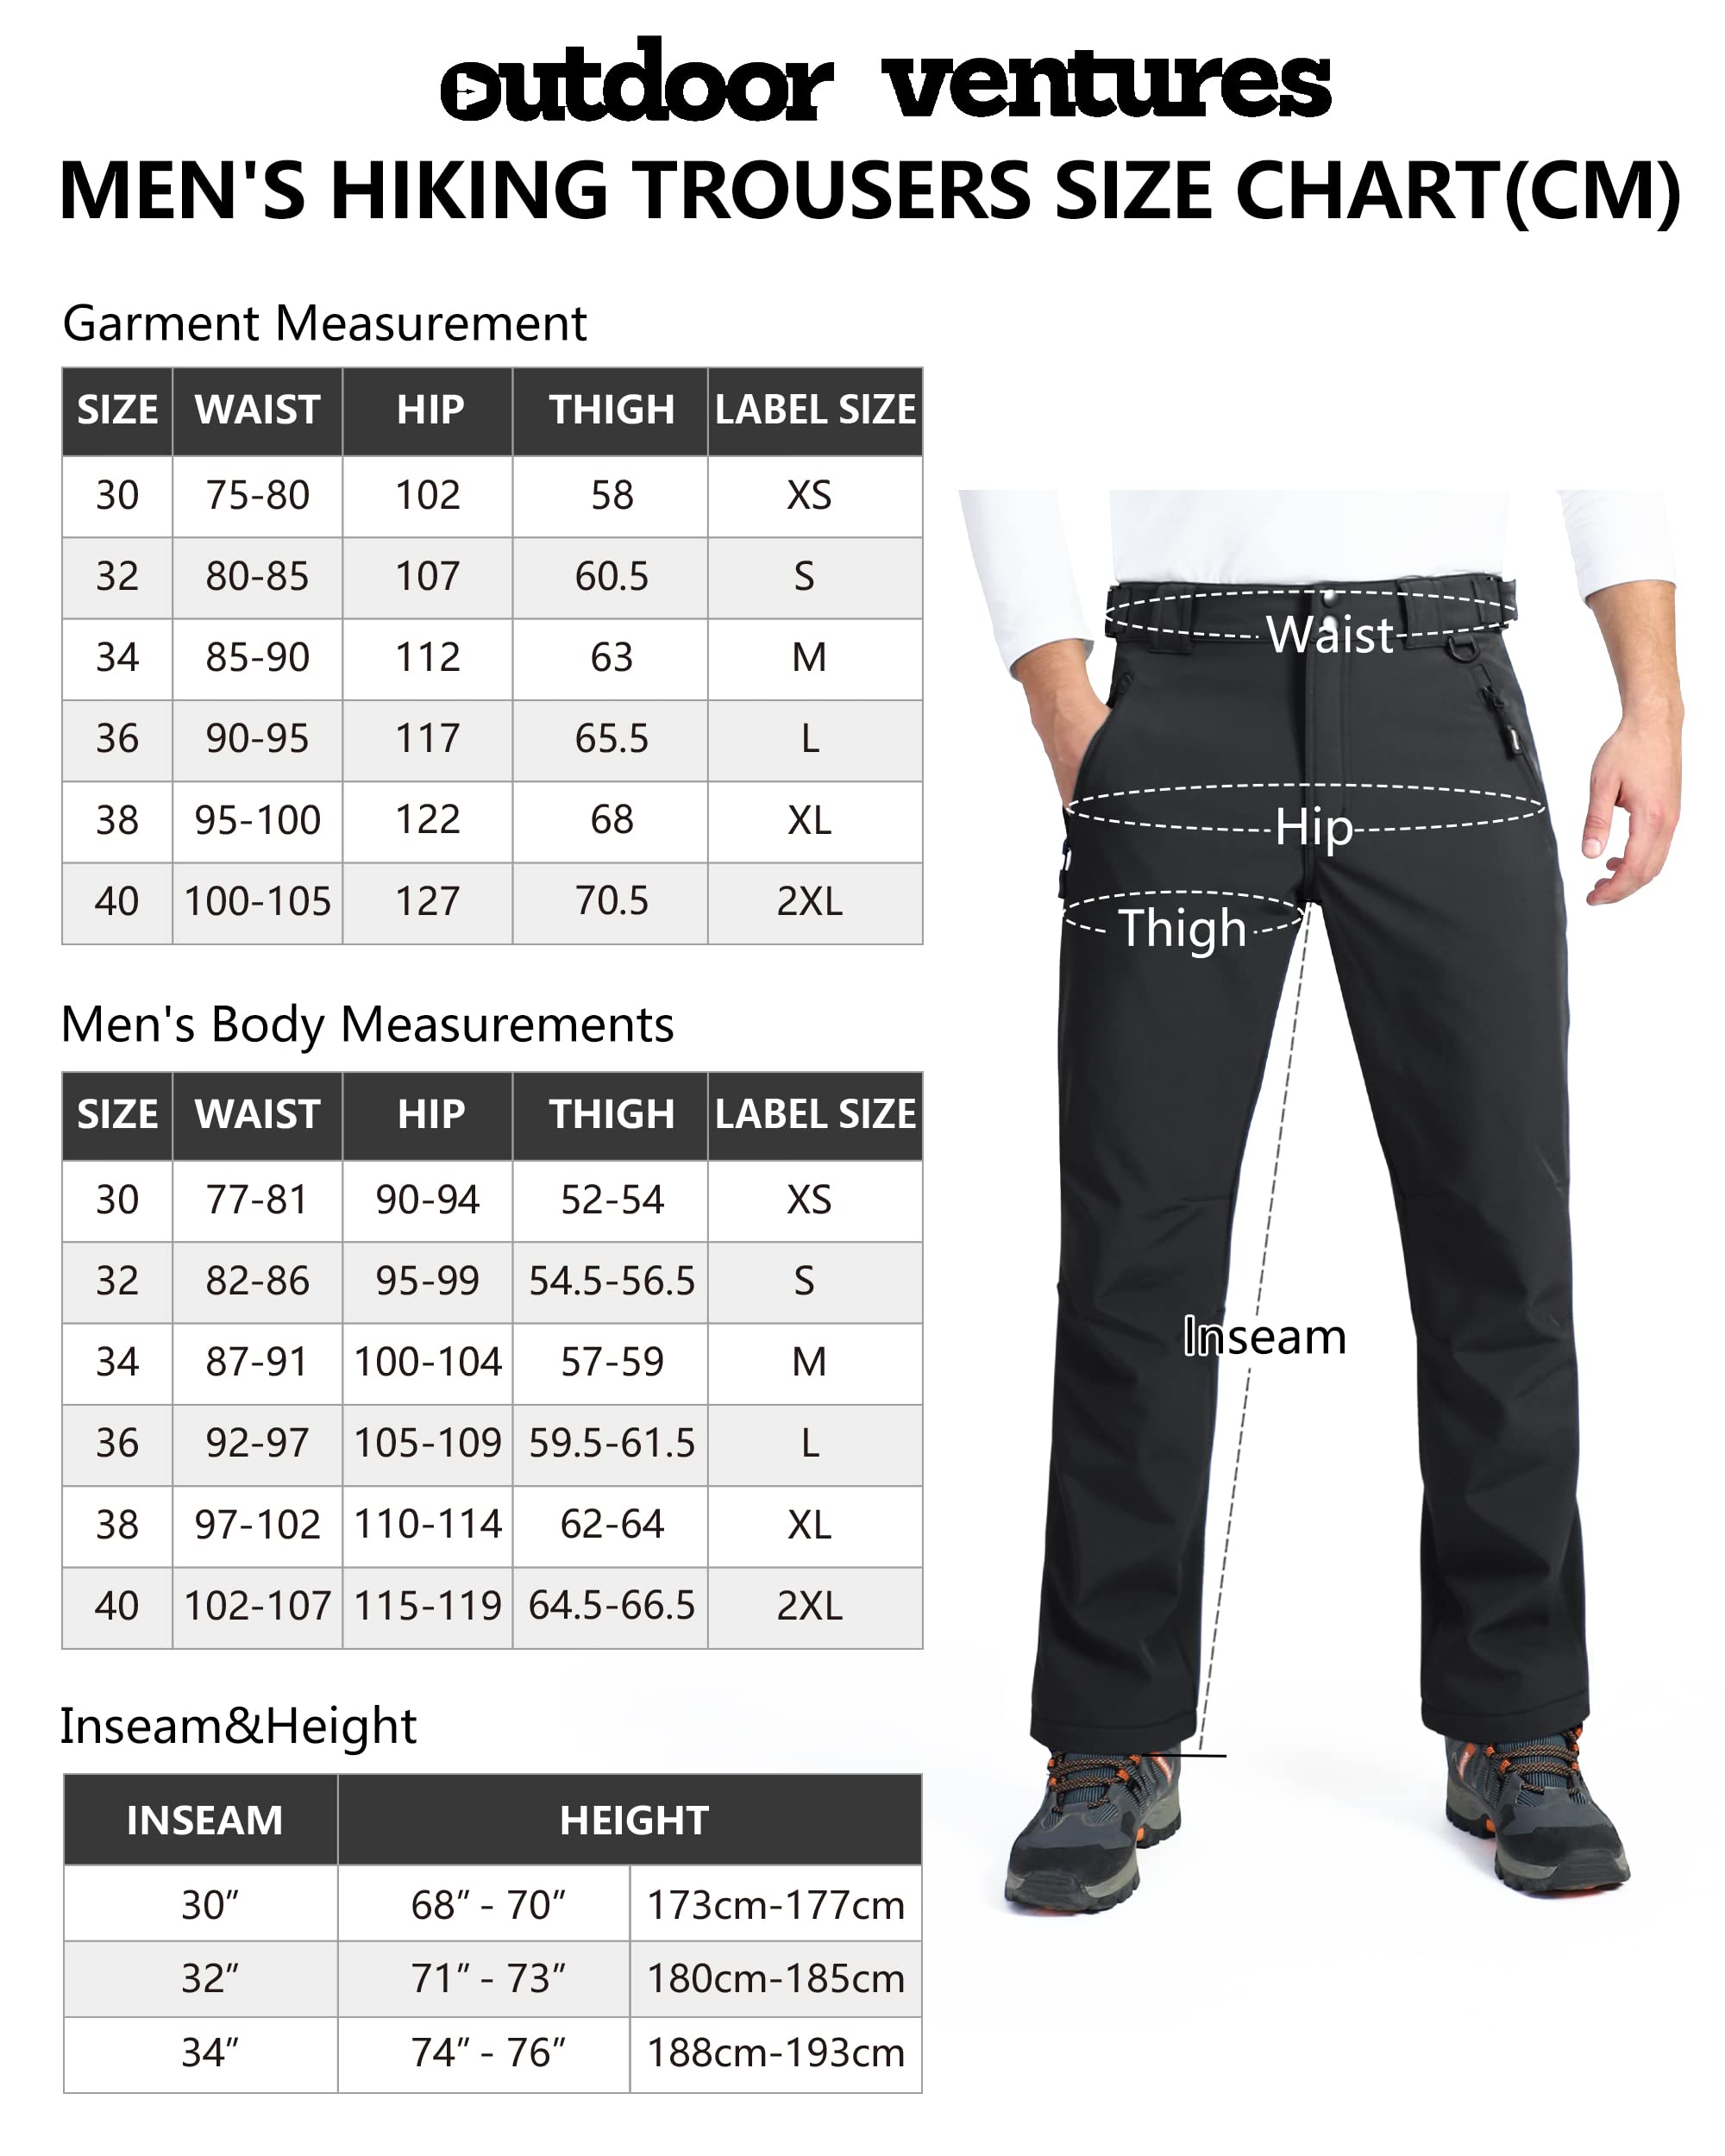 outdoor ventures
MEN'S HIKING TROUSERS SIZE CHART(CM)
Garment Measurement
SIZE WAIST HIP THIGH LABEL SIZE
30 75-80 102 58 XS
32 80-85 107 60.5 S
34 85-90 112 63 M
36 90-95 117 65.5 L
38 95-100 122 68 XL
40 100-105 127 70.5 2XL
Men's Body Measurements
SIZE WAIST HIP THIGH LABEL SIZE
30 77-81 90-94 52-54 XS
32 82-86 95-99 54.5-56.5 S
34 87-91 100-104 57-59 M
36 92-97 105-109 59.5-61.5 L
38 97-102 110-114 62-64 XL
40 102-107 115-119 64.5-66.5 2XL
Inseam&Height
INSEAM HEIGHT
30″ 68″ - 70″ 173cm-177cm
32″ 71″ - 73″ 180cm-185cm
34″ 74″ - 76″ 188cm-193cm
Waist
Hip
Thigh
Inseam